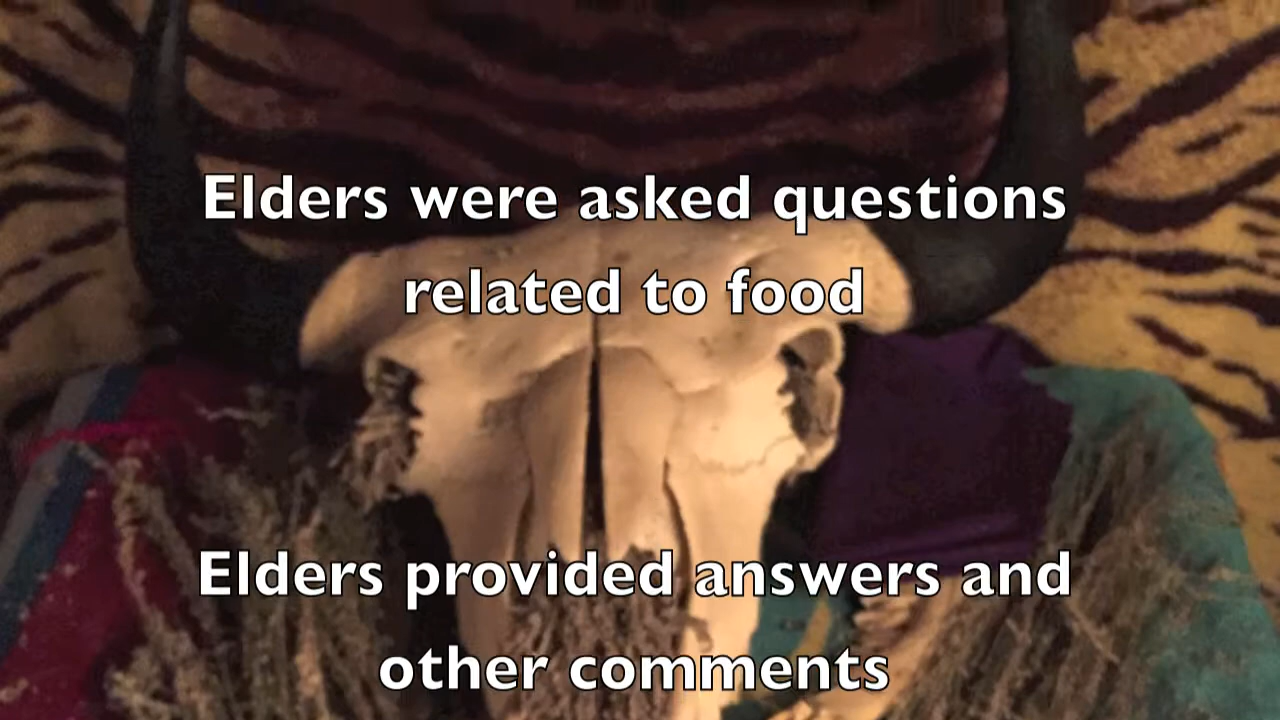 Elders were asked questions
related to food
Elders provided answers and
other comments